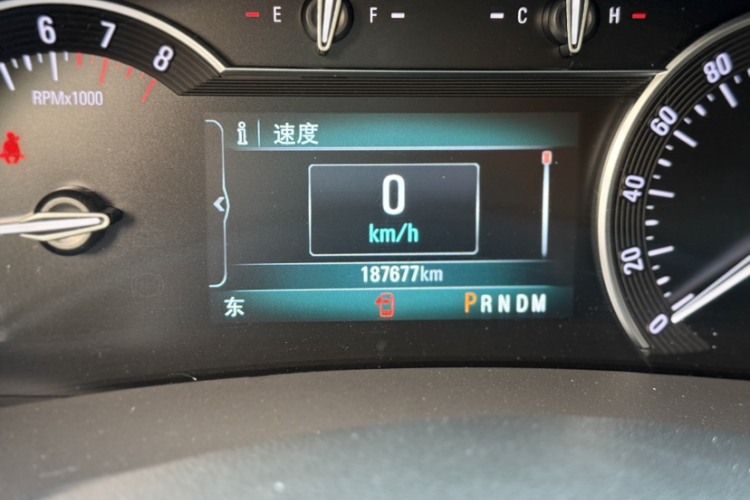 E F C H
6 7 8
RPMx1000
速度
0
km/h
187677km
东
PRNDM
80
60
40
20
0